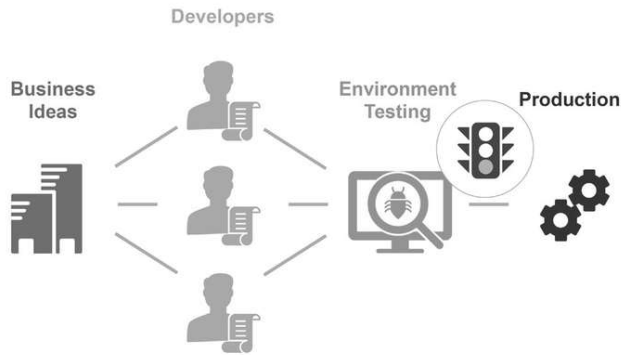 Developers
Business
Ideas
Environment
Testing
Production